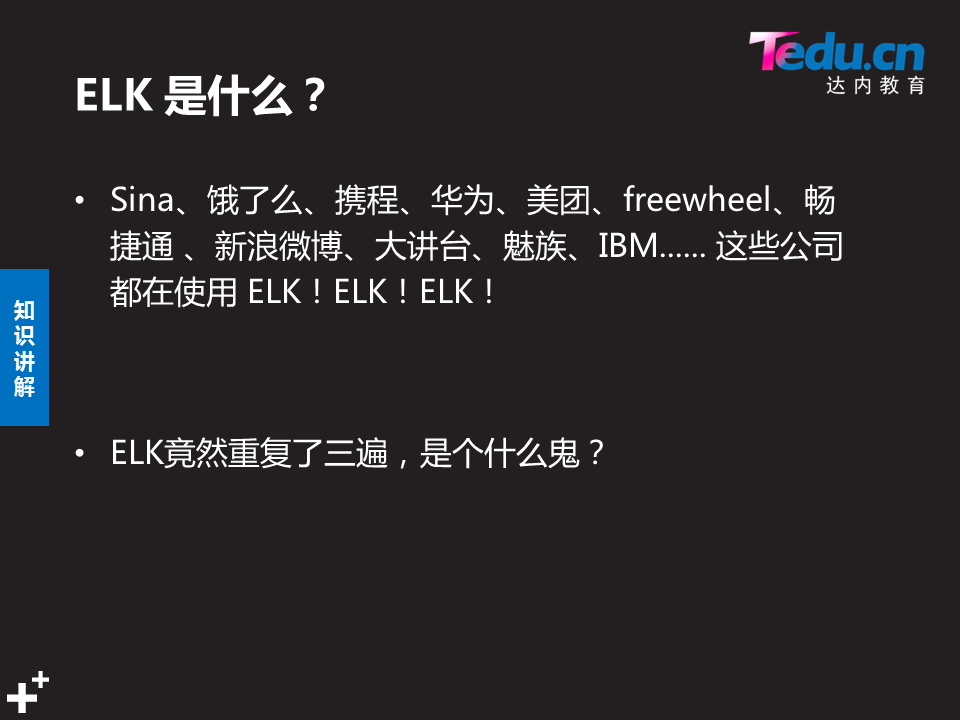 Tedu.cn
达内教育
ELK 是什么？
• Sina、饿了么、携程、华为、美团、freewheel、畅
捷通 、新浪微博、大讲台、魅族、IBM...... 这些公司
都在使用 ELK！ELK！ELK！
知识讲解
• ELK竟然重复了三遍，是个什么鬼？